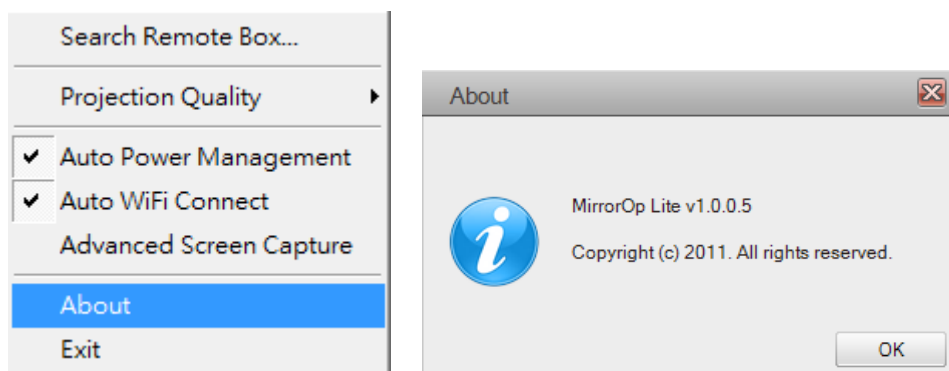 Search Remote Box...
Projection Quality
Auto Power Management
Auto WiFi Connect
Advanced Screen Capture
About
Exit
About
MirrorOp Lite v1.0.0.5
Copyright (c) 2011. All rights reserved.
OK